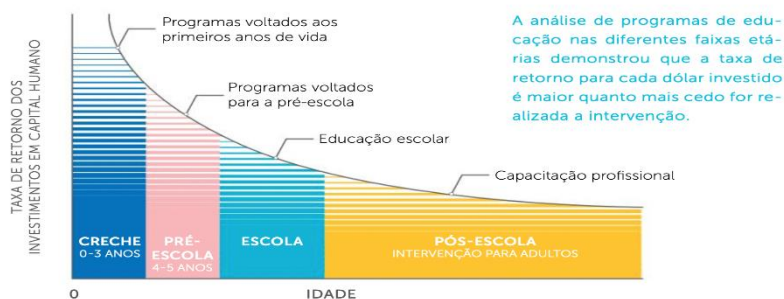 Programas voltados aos
primeiros anos de vida
Programas voltados
para a pré-escola
Educação escolar
Capacitação profissional
A análise de programas de edu-
cação nas diferentes faixas etá-
rias demonstrou que a taxa de
retorno para cada dólar investido
é maior quanto mais cedo for re-
alizada a intervenção.
TAXA DE RETORNO DOS
INVESTIMENTOS EM CAPITAL HUMANO
CRECHE
0-3 ANOS
PRÉ-
ESCOLA
4-5 ANOS
ESCOLA
PÓS-ESCOLA
INTERVENÇÃO PARA ADULTOS
0
IDADE